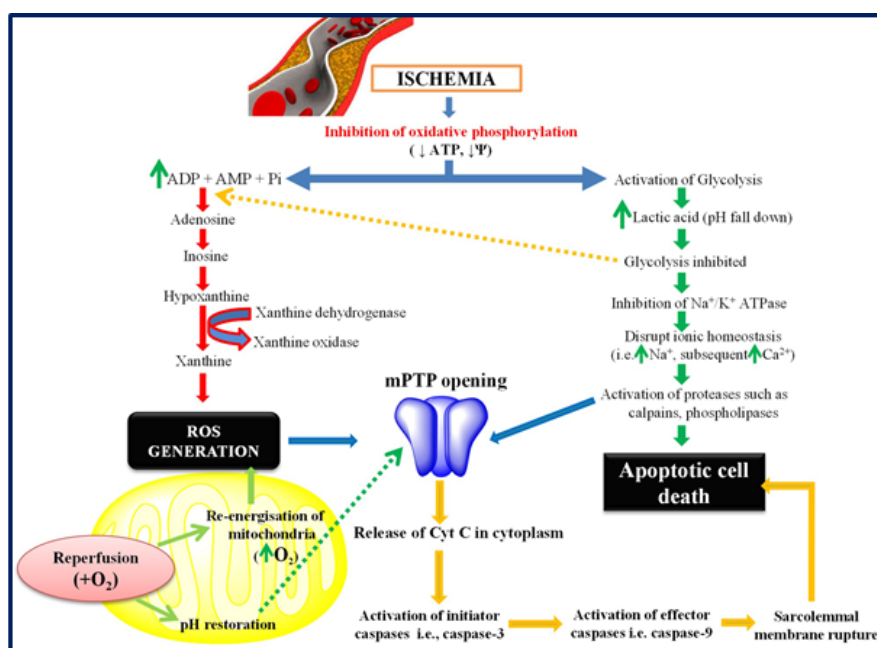 ISCHEMIA
Inhibition of oxidative phosphorylation
(↓ ATP, ↓Ψ)
ADP + AMP + Pi
Activation of Glycolysis
Adenosine
Lactic acid (pH fall down)
Inosine
Glycolysis inhibited
Hypoxanthine
Inhibition of Na⁺/K⁺ ATPase
Xanthine dehydrogenase
Xanthine oxidase
Disrupt ionic homeostasis
(i.e.↑Na⁺, subsequent↑Ca²⁺)
Xanthine
mPTP opening
Activation of proteases such as
calpains, phospholipases
ROS
GENERATION
Apoptotic cell
death
Re-energisation of
mitochondria
(↑O₂)
Release of Cyt C in cytoplasm
Reperfusion
(+O₂)
pH restoration
Activation of initiator
caspases i.e., caspase-3
Activation of effector
caspases i.e. caspase-9
Sarcolemmal
membrane rupture